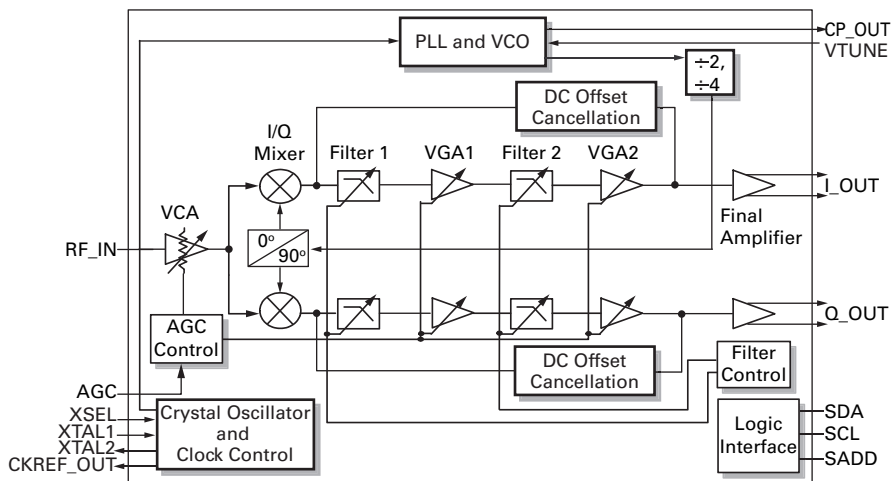 PLL and VCO
CP_OUT
VTUNE
÷2,
÷4
DC Offset
Cancellation
I/Q
Mixer
Filter 1
VGA1
Filter 2
VGA2
I_OUT
VCA
Final
Amplifier
RF_IN
0o
90o
AGC
Control
Q_OUT
DC Offset
Cancellation
Filter
Control
AGC
XSEL
XTAL1
XTAL2
CKREF_OUT
Crystal Oscillator
and
Clock Control
Logic
Interface
SDA
SCL
SADD